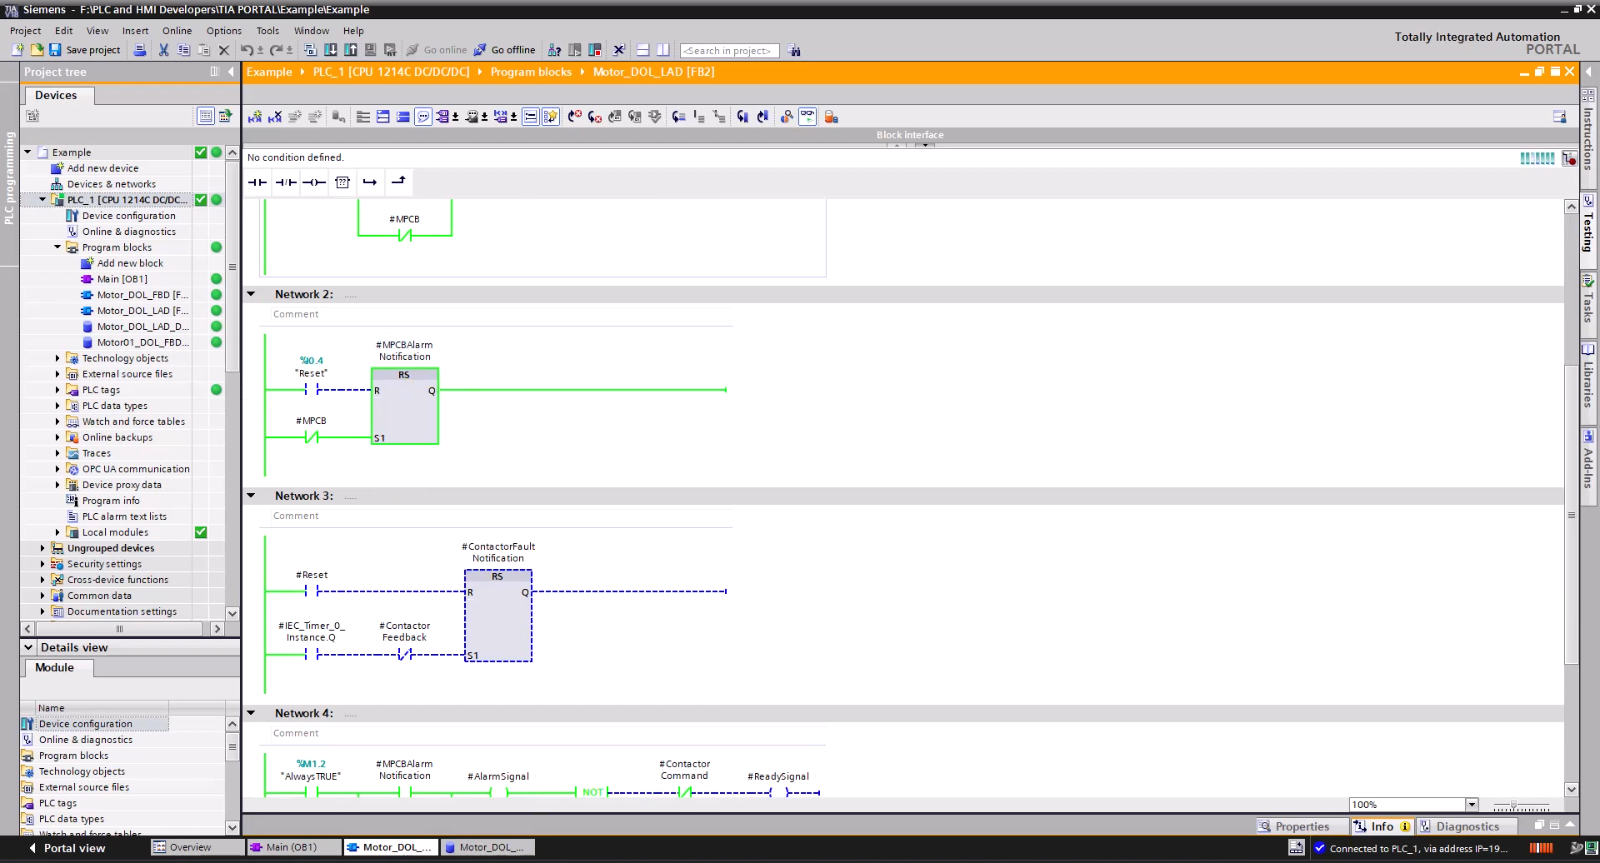 Siemens - F:\PLC and HMI Developers\TIA PORTAL\Example\Example
Project Edit View Insert Online Options Tools Window Help
Totally Integrated Automation
PORTAL
Save project
Go online
Go offline
<Search in project>
Project tree
Example
PLC_1 [CPU 1214C DC/DC/DC]
Program blocks
Motor_DOL_LAD [FB2]
Devices
PLC programming
Example
Add new device
Devices & networks
PLC_1 [CPU 1214C DC/DC...
Device configuration
Online & diagnostics
Program blocks
Add new block
Main [OB1]
Motor_DOL_FBD [F...
Motor_DOL_LAD [F...
Motor_DOL_LAD_D...
Motor01_DOL_FBD...
Technology objects
External source files
PLC tags
PLC data types
Watch and force tables
Online backups
Traces
OPC UA communication
Device proxy data
Program info
PLC alarm text lists
Local modules
Ungrouped devices
Security settings
Cross-device functions
Common data
Documentation settings
Details view
Module
Name
Device configuration
Online & diagnostics
Program blocks
Technology objects
External source files
PLC tags
PLC data types
Watch and force tables
Block interface
No condition defined.
#MPCB
Network 2: .....
Comment
#MPCBAlarm
Notification
%I0.4
"Reset"
RS
R Q
#MPCB
S1
Network 3: .....
Comment
#ContactorFault
Notification
#Reset
RS
R Q
#IEC_Timer_0_
Instance.Q
#Contactor
Feedback
S1
Network 4: .....
Comment
%M1.2
"AlwaysTRUE"
#MPCBAlarm
Notification
#AlarmSignal
NOT
#Contactor
Command
#ReadySignal
100%
Instructions
Testing
Tasks
Libraries
Add-Ins
Properties
Info
Diagnostics
Portal view
Overview
Main (OB1)
Motor_DOL_...
Motor_DOL_...
Connected to PLC_1, via address IP=19...